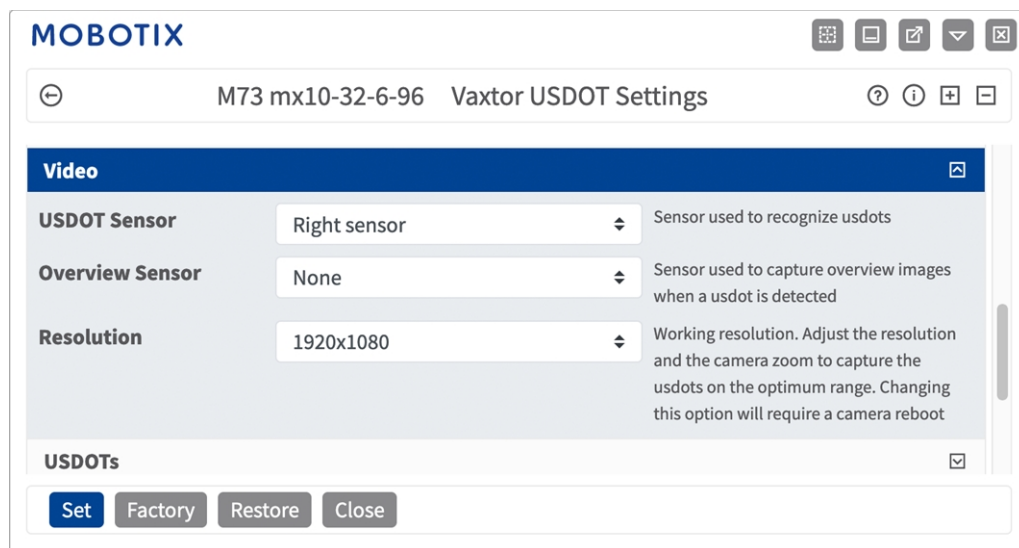 MOBOTIX
M73 mx10-32-6-96 Vaxtor USDOT Settings
Video
USDOT Sensor
Right sensor
Sensor used to recognize usdots
Overview Sensor
None
Sensor used to capture overview images
when a usdot is detected
Resolution
1920x1080
Working resolution. Adjust the resolution
and the camera zoom to capture the
usdots on the optimum range. Changing
this option will require a camera reboot
USDOTs
Set
Factory
Restore
Close